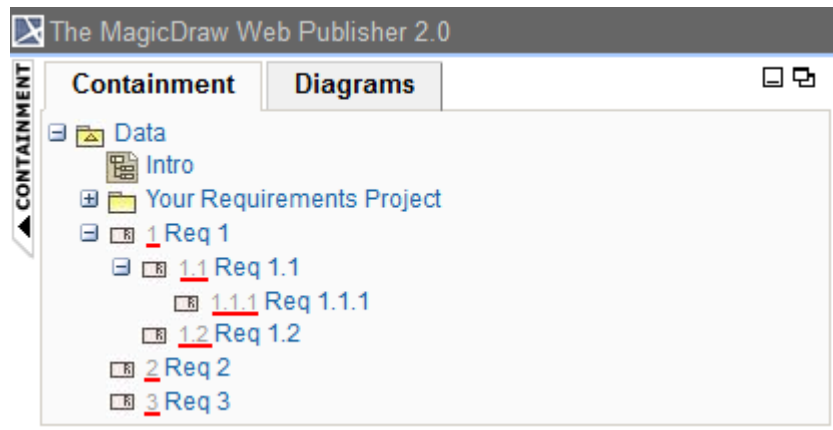 The MagicDraw Web Publisher 2.0
CONTAINMENT
Containment Diagrams
Data
Intro
Your Requirements Project
1 Req 1
1.1 Req 1.1
1.1.1 Req 1.1.1
1.2 Req 1.2
2 Req 2
3 Req 3